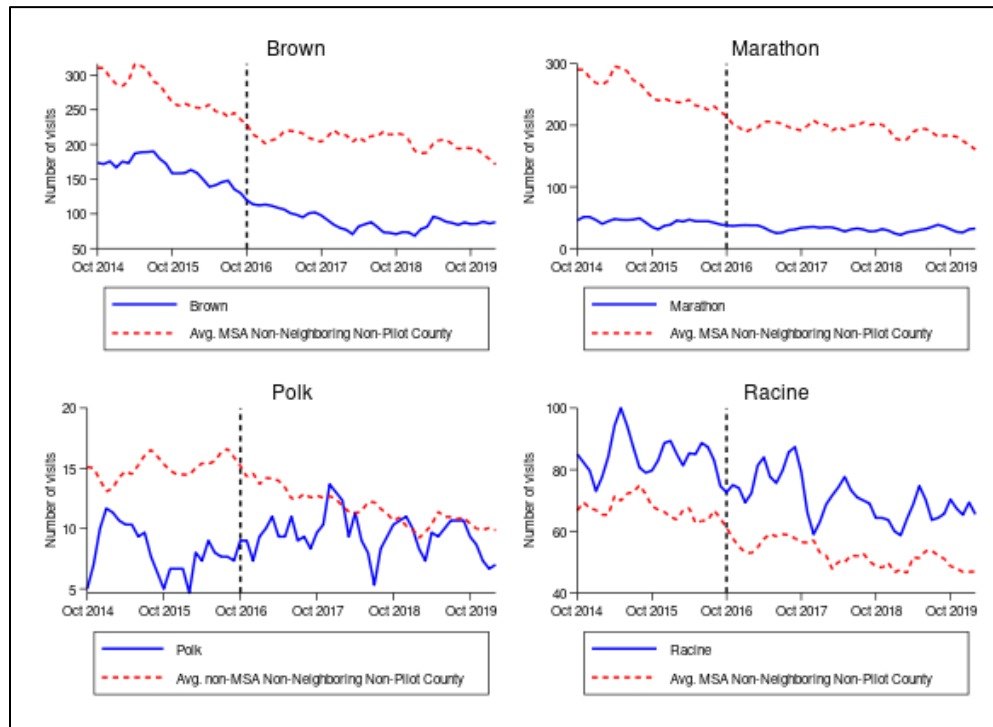 Brown
Number of visits
300
250
200
150
100
50
Oct 2014 Oct 2015 Oct 2016 Oct 2017 Oct 2018 Oct 2019
Brown
Avg. MSA Non-Neighboring Non-Pilot County
Marathon
Number of visits
300
200
100
0
Oct 2014 Oct 2015 Oct 2016 Oct 2017 Oct 2018 Oct 2019
Marathon
Avg. MSA Non-Neighboring Non-Pilot County
Polk
Number of visits
20
15
10
5
Oct 2014 Oct 2015 Oct 2016 Oct 2017 Oct 2018 Oct 2019
Polk
Avg. non-MSA Non-Neighboring Non-Pilot County
Racine
Number of visits
100
80
60
40
Oct 2014 Oct 2015 Oct 2016 Oct 2017 Oct 2018 Oct 2019
Racine
Avg. MSA Non-Neighboring Non-Pilot County